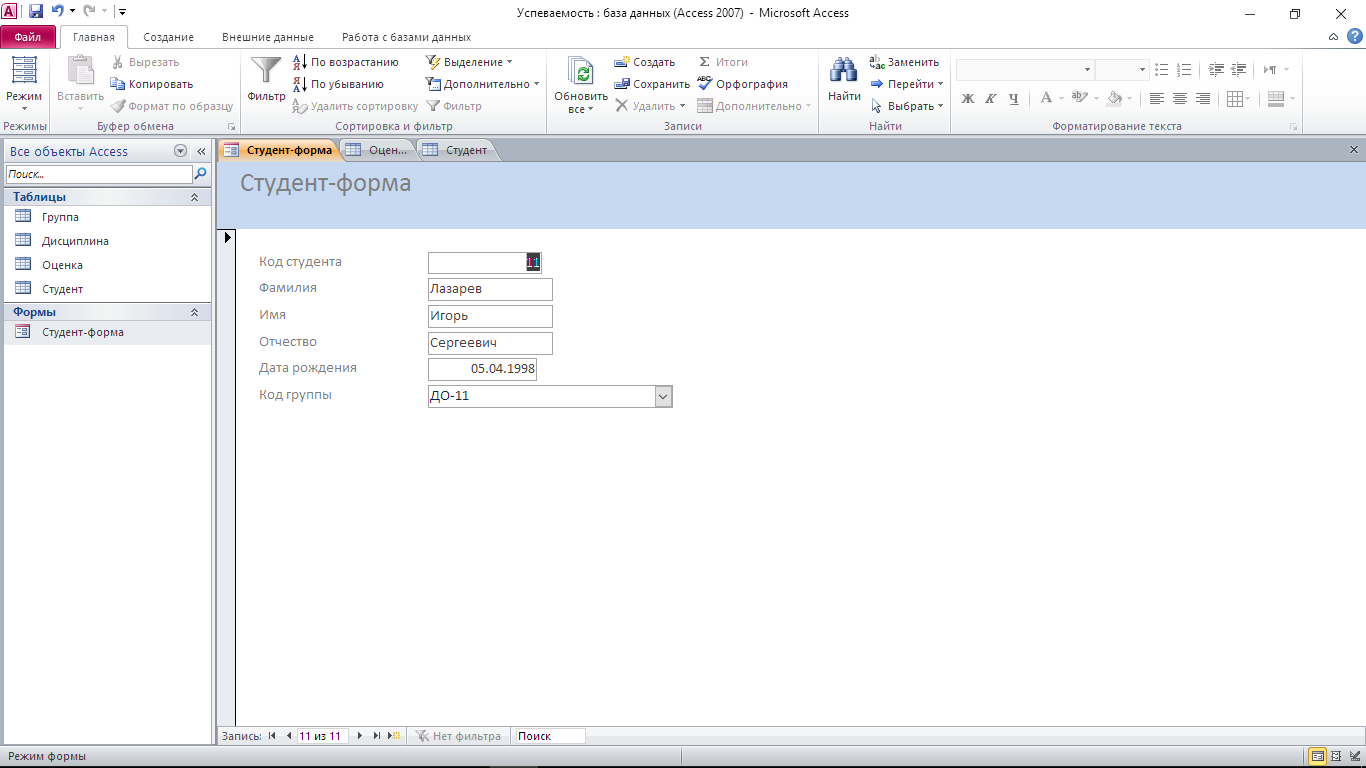 Успеваемость : база данных (Access 2007) - Microsoft Access
Файл Главная Создание Внешние данные Работа с базами данных
Режим
Режимы
Вставить
Вырезать
Копировать
Формат по образцу
Буфер обмена
Фильтр
По возрастанию
По убыванию
Удалить сортировку
Выделение
Дополнительно
Фильтр
Сортировка и фильтр
Обновить
все
Создать
Сохранить
Удалить
Итоги
Орфография
Дополнительно
Записи
Найти
Заменить
Перейти
Выбрать
Найти
Ж К Ч А
Форматирование текста
Все объекты Access
Поиск...
Таблицы
Группа
Дисциплина
Оценка
Студент
Формы
Студент-форма
Студент-форма Оцен... Студент
Студент-форма
Код студента 11
Фамилия Лазарев
Имя Игорь
Отчество Сергеевич
Дата рождения 05.04.1998
Код группы ДО-11
Запись: 11 из 11 Нет фильтра Поиск
Режим формы